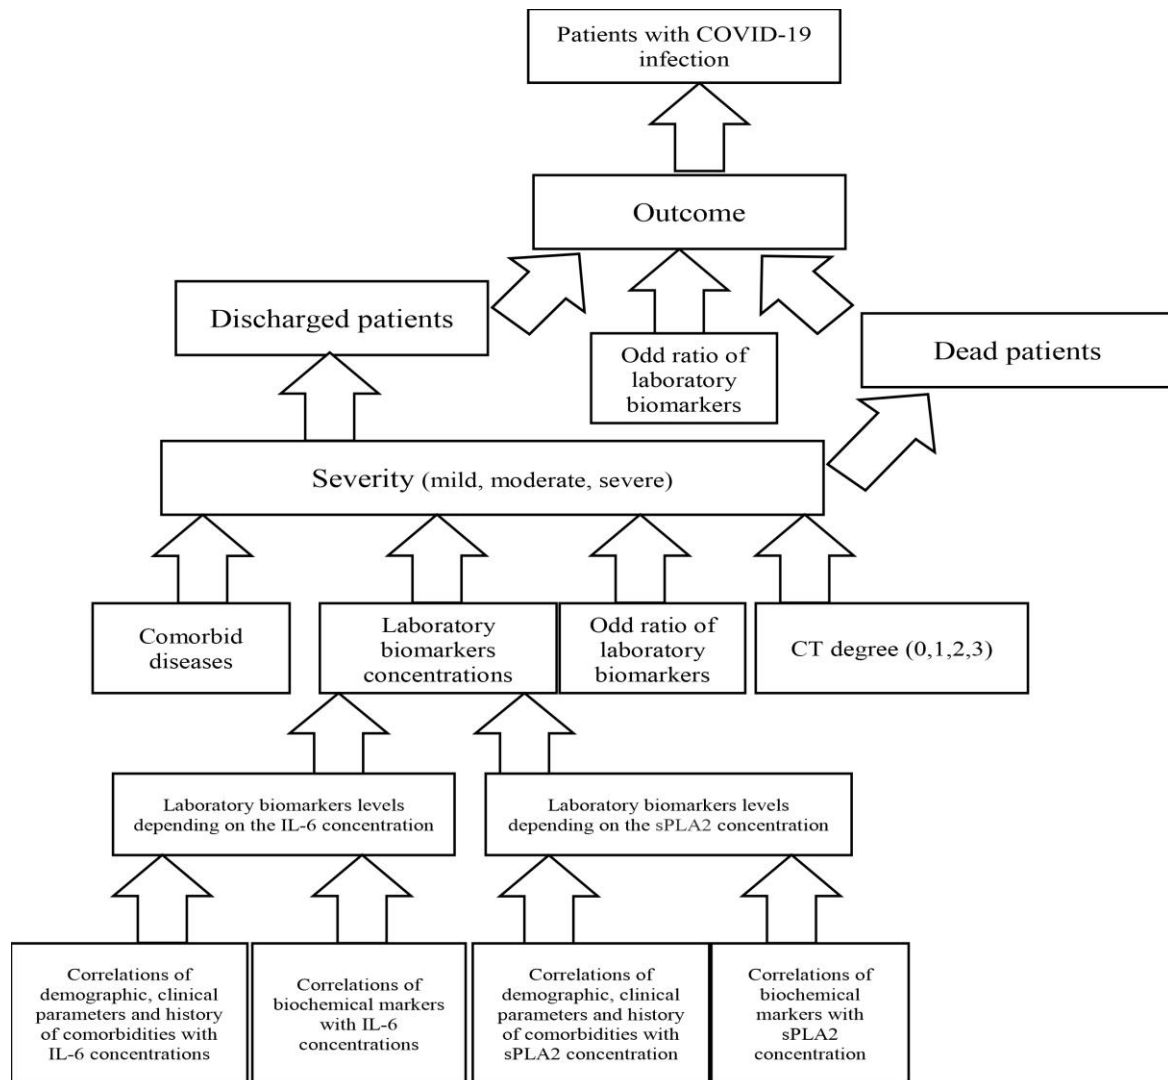 Patients with COVID-19
infection
Outcome
Discharged patients
Odd ratio of
laboratory
biomarkers
Dead patients
Severity (mild, moderate, severe)
Comorbid
diseases
Laboratory
biomarkers
concentrations
Odd ratio of
laboratory
biomarkers
CT degree (0,1,2,3)
Laboratory biomarkers levels
depending on the IL-6 concentration
Laboratory biomarkers levels
depending on the sPLA2 concentration
Correlations of
demographic, clinical
parameters and history
of comorbidities with
IL-6 concentrations
Correlations of
biochemical markers
with IL-6
concentrations
Correlations of
demographic, clinical
parameters and history
of comorbidities with
sPLA2 concentration
Correlations of
biochemical
markers with
sPLA2
concentration